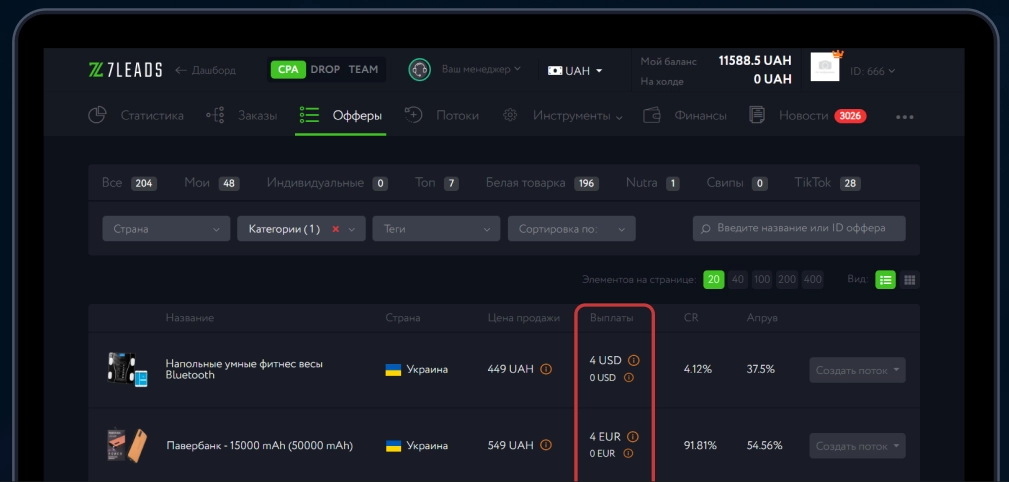 7LEADS
← Дашборд
CPA DROP TEAM
Ваш менеджер
UAH
Мой баланс 11588.5 UAH
На холде 0 UAH
ID: 666
Статистика Заказы Офферы Потоки Инструменты Финансы Новости 3026
Все 204 Мои 48 Индивидуальные 0 Топ 7 Белая товарка 196 Nutra 1 Свипы 0 TikTok 28
Страна Категории (1) Теги Сортировка по: Введите название или ID оффера
Элементов на странице: 20 40 100 200 400 Вид:
Название Страна Цена продажи Выплаты CR Апрув
Напольные умные фитнес весы
Bluetooth
Украина 449 UAH 4 USD
0 USD
4.12% 37.5% Создать поток
Павербанк - 15000 mAh (50000 mAh) Украина 549 UAH 4 EUR
0 EUR
91.81% 54.56% Создать поток